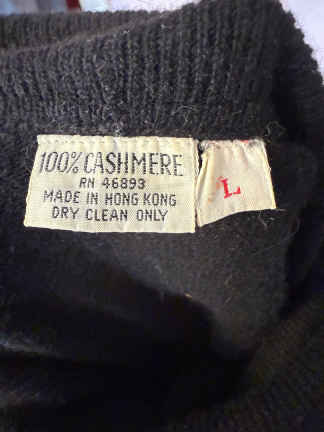 100% CASHMERE
RN 46893
MADE IN HONG KONG
DRY CLEAN ONLY
L